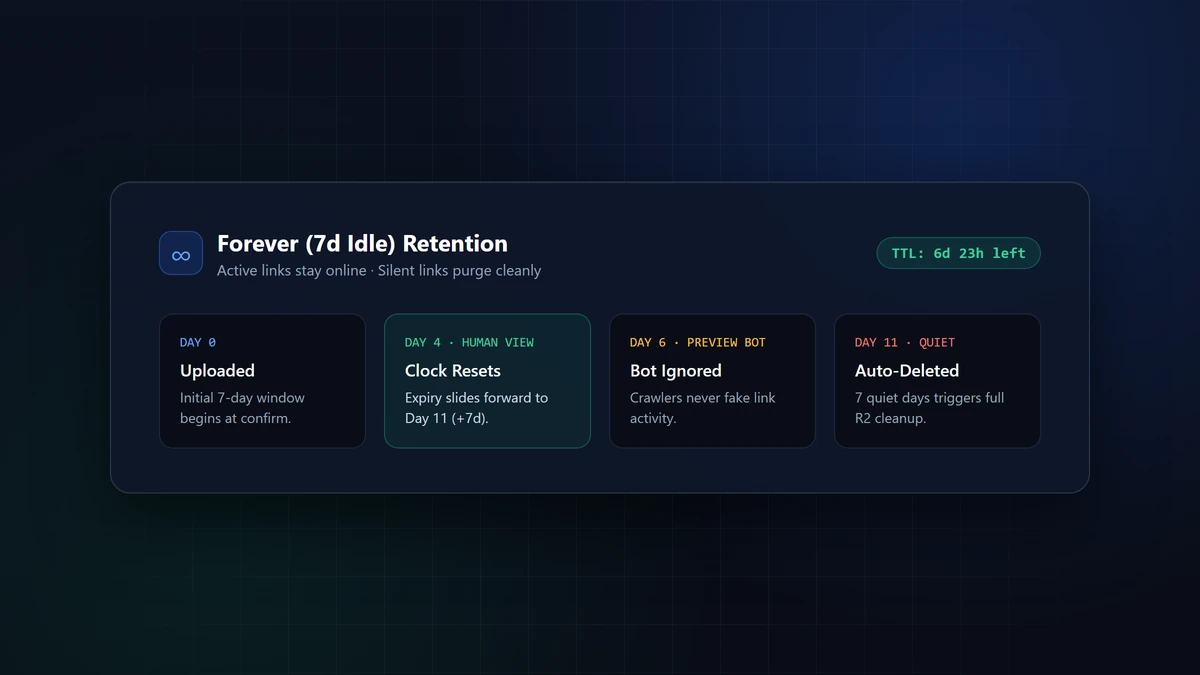 ∞
Forever (7d Idle) Retention
Active links stay online · Silent links purge cleanly
TTL: 6d 23h left
DAY 0
Uploaded
Initial 7-day window
begins at confirm.
DAY 4 · HUMAN VIEW
Clock Resets
Expiry slides forward to
Day 11 (+7d).
DAY 6 · PREVIEW BOT
Bot Ignored
Crawlers never fake link
activity.
DAY 11 · QUIET
Auto-Deleted
7 quiet days triggers full
R2 cleanup.